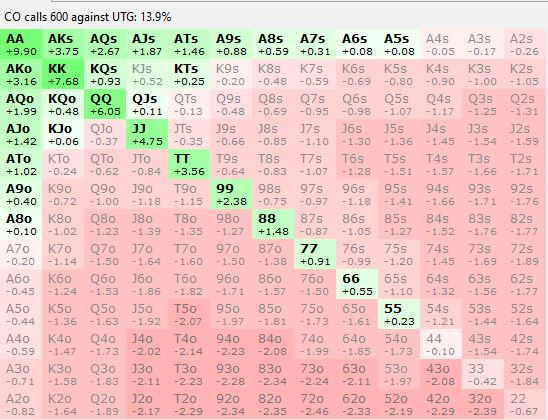 CO calls 600 against UTG: 13.9%
AA AKs AQs AJs ATs A9s A8s A7s A6s A5s A4s A3s A2s
+9.90 +3.75 +2.67 +1.87 +1.46 +0.88 +0.59 +0.31 +0.08 +0.08 -0.05 -0.17 -0.26
AKo KK KQs KJs KTs K9s K8s K7s K6s K5s K4s K3s K2s
+3.16 +7.68 +0.93 +0.52 +0.25 -0.20 -0.48 -0.59 -0.69 -0.80 -0.90 -1.00 -1.05
AQo KQo QQ QJs QTs Q9s Q8s Q7s Q6s Q5s Q4s Q3s Q2s
+1.99 +0.48 +6.05 +0.11 -0.13 -0.48 -0.69 -0.95 -0.98 -1.07 -1.17 -1.25 -1.31
AJo KJo QJo JJ JTs J9s J8s J7s J6s J5s J4s J3s J2s
+1.42 +0.06 -0.37 +4.75 -0.35 -0.66 -0.85 -1.10 -1.30 -1.36 -1.45 -1.54 -1.59
ATo KTo QTo JTo TT T9s T8s T7s T6s T5s T4s T3s T2s
+1.02 -0.24 -0.62 -0.84 +3.56 -0.64 -0.83 -1.07 -1.28 -1.51 -1.57 -1.66 -1.71
A9o K9o Q9o J9o T9o 99 98s 97s 96s 95s 94s 93s 92s
+0.40 -0.72 -1.00 -1.18 -1.15 +2.38 -0.75 -0.97 -1.18 -1.41 -1.66 -1.71 -1.76
A8o K8o Q8o J8o T8o 98o 88 87s 86s 85s 84s 83s 82s
+0.10 -1.02 -1.23 -1.39 -1.35 -1.27 +1.48 -0.87 -1.05 -1.27 -1.52 -1.76 -1.77
A7o K7o Q7o J7o T7o 97o 87o 77 76s 75s 74s 73s 72s
-0.20 -1.14 -1.50 -1.66 -1.60 -1.50 -1.38 +0.91 -0.99 -1.20 -1.45 -1.69 -1.89
A6o K6o Q6o J6o T6o 96o 86o 76o 66 65s 64s 63s 62s
-0.45 -1.24 -1.53 -1.86 -1.82 -1.71 -1.57 -1.50 +0.55 -1.10 -1.32 -1.56 -1.77
A5o K5o Q5o J5o T5o 95o 85o 75o 65o 55 54s 53s 52s
-0.44 -1.36 -1.63 -1.92 -2.07 -1.97 -1.81 -1.73 -1.61 +0.23 -1.21 -1.44 -1.64
A4o K4o Q4o J4o T4o 94o 84o 74o 64o 54o 44 43s 42s
-0.59 -1.47 -1.73 -2.02 -2.14 -2.23 -2.08 -1.99 -1.85 -1.73 -0.10 -1.54 -1.74
A3o K3o Q3o J3o T3o 93o 83o 73o 63o 53o 43o 33 32s
-0.71 -1.58 -1.83 -2.11 -2.23 -2.28 -2.34 -2.24 -2.11 -1.97 -2.08 -0.42 -1.84
A2o K2o Q2o J2o T2o 92o 82o 72o 62o 52o 42o 32o 22
-0.82 -1.64 -1.89 -2.17 -2.29 -2.34 -2.35 -2.46 -2.33 -2.19 -2.29 -2.39 0.67